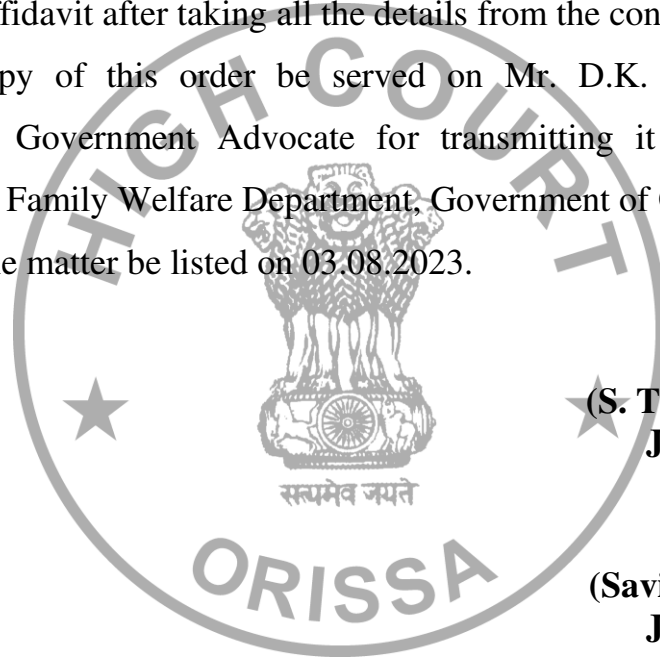 ffidavit after taking all the details from the con
py of this order be served on Mr. D.K.
Government Advocate for transmitting it
Family Welfare Department, Government of
e matter be listed on 03.08.2023.
(S. T
J
(Savi
J
HIGH COURT
सत्यमेव जयते
ORISSA